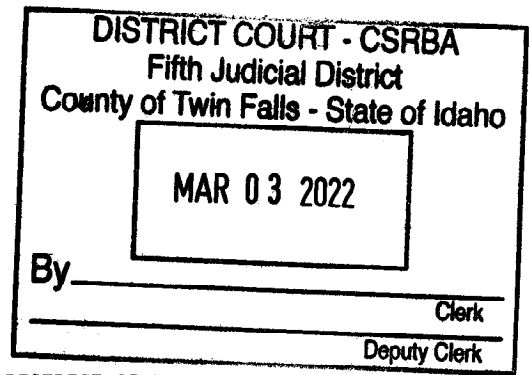 DISTRICT COURT - CSRBA
Fifth Judicial District
County of Twin Falls - State of Idaho
MAR 03 2022
By
Clerk
Deputy Clerk